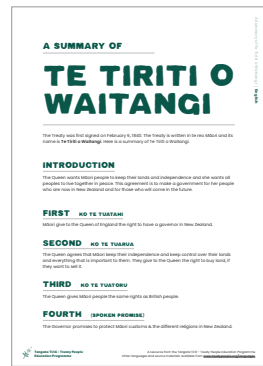 A SUMMARY OF
TE TIRITI O
WAITANGI
The Treaty was first signed on February 6, 1840. The Treaty is written in te reo Māori and its
name is Te Tiriti o Waitangi. Here is a summary of Te Tiriti o Waitangi.
INTRODUCTION
The Queen wants Māori people to keep their lands and independence and she wants all
peoples to live together in peace. This agreement is to make a government for her people
who are now in New Zealand and for those who will come in the future.
FIRST KO TE TUATAHI
Māori give to the Queen of England the right to have a governor in New Zealand.
SECOND KO TE TUARUA
The Queen agrees that Māori keep their independence and keep control over their lands
and everything that is important to them. They give to the Queen the right to buy land, if
they want to sell it.
THIRD KO TE TUATORU
The Queen gives Māori people the same rights as British people.
FOURTH (SPOKEN PROMISE)
The Governor promises to protect Māori customs & the different religions in New Zealand.
Tangata Tiriti - Treaty People
Education Programme
A resource from the Tangata Tiriti - Treaty People
Education Programme
English